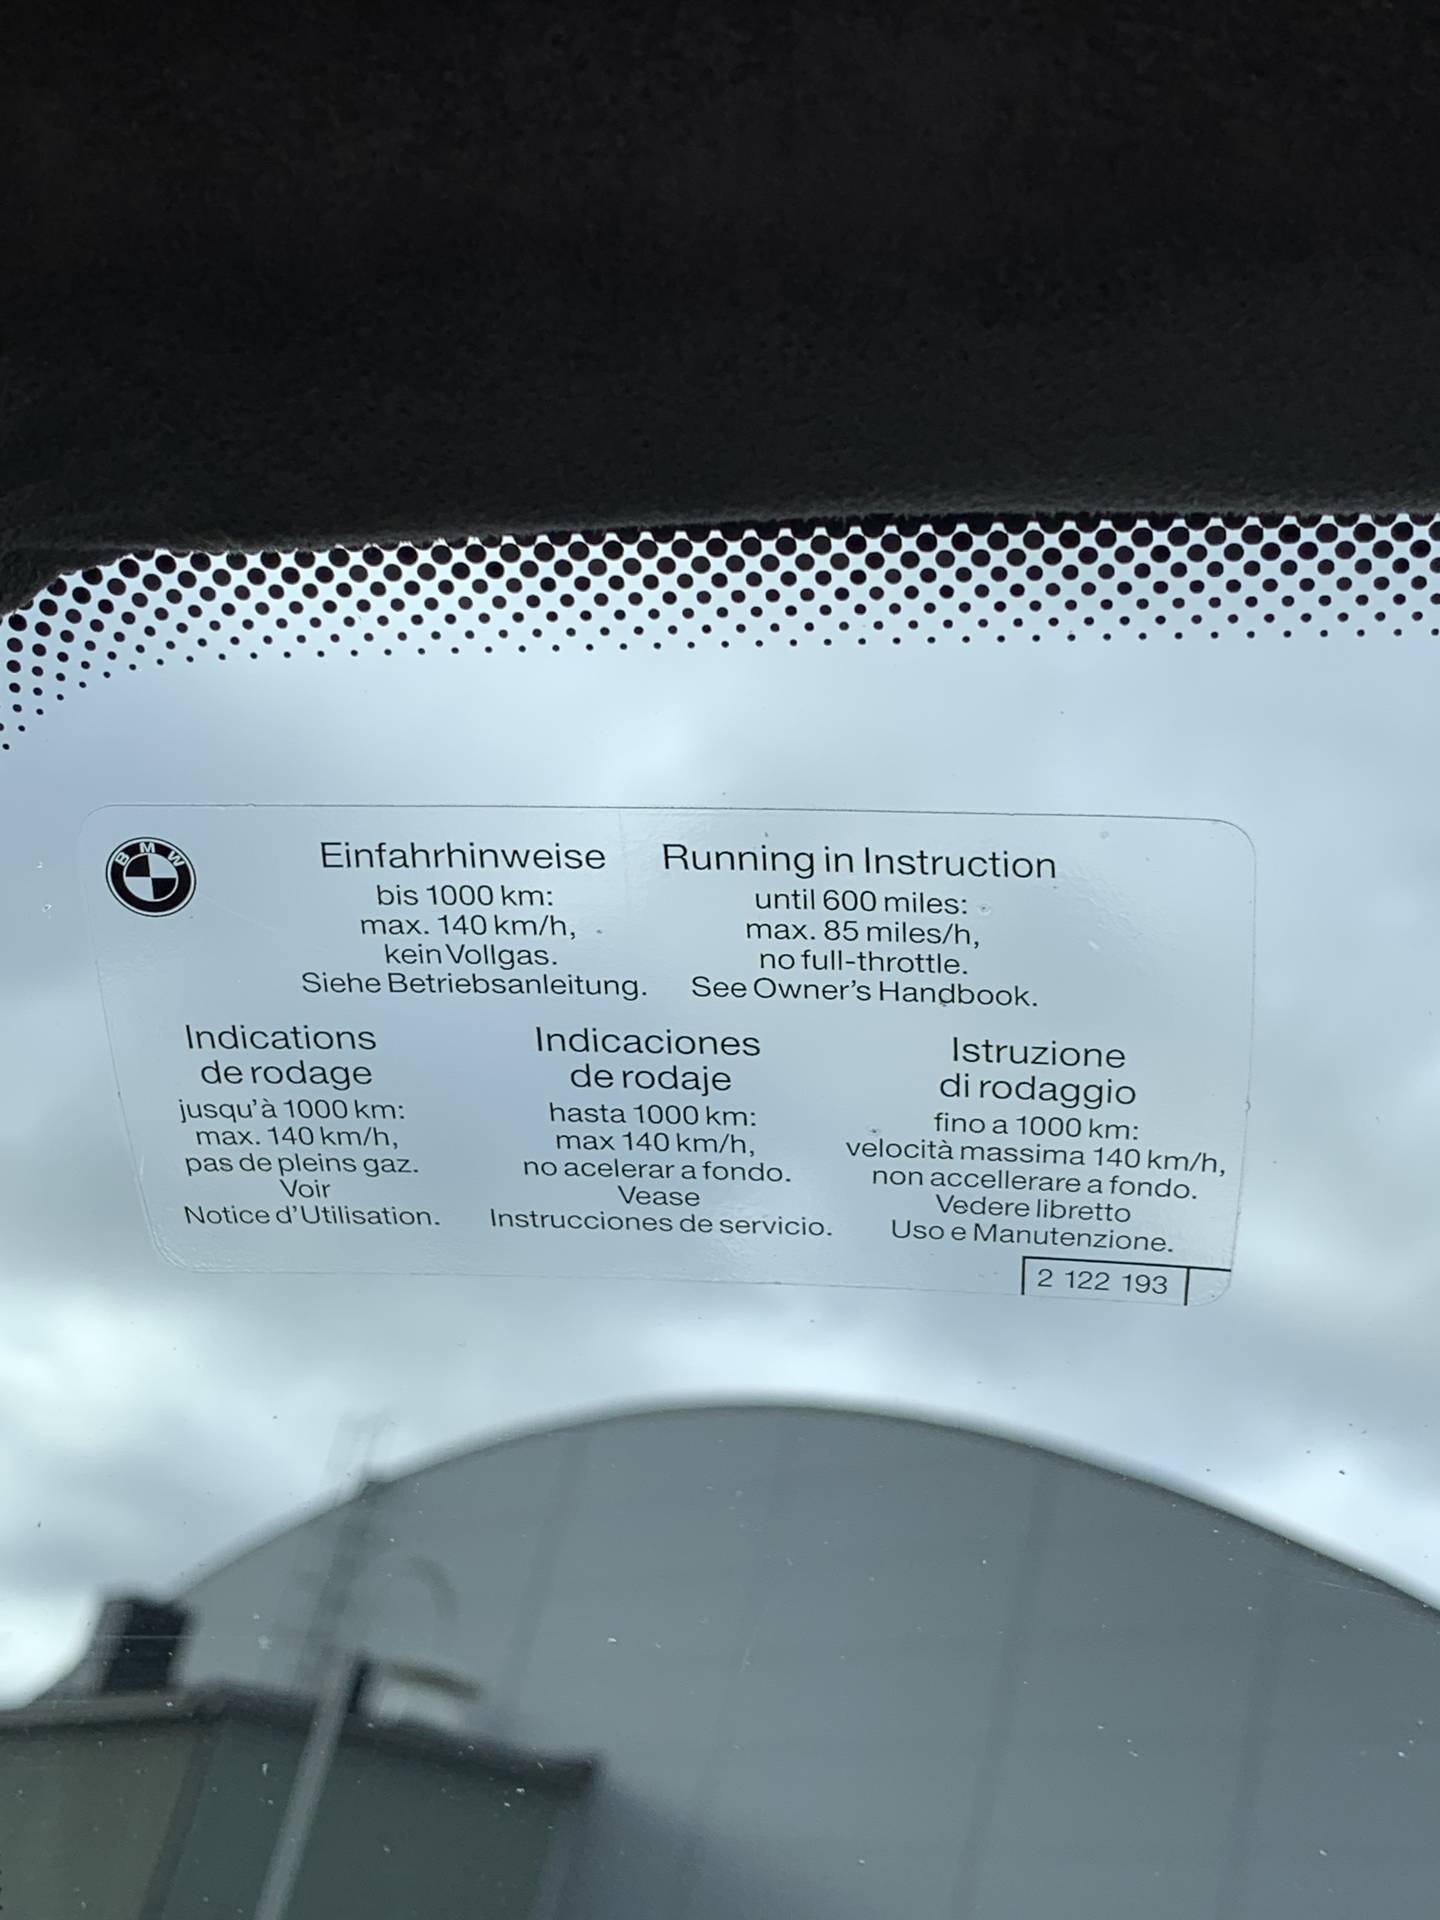 BMW
Einfahrhinweise
bis 1000 km:
max. 140 km/h,
kein Vollgas.
Siehe Betriebsanleitung.
Running in Instruction
until 600 miles:
max. 85 miles/h,
no full-throttle.
See Owner's Handbook.
Indications
de rodage
jusqu'à 1000 km:
max. 140 km/h,
pas de pleins gaz.
Voir
Notice d'Utilisation.
Indicaciones
de rodaje
hasta 1000 km:
max 140 km/h,
no acelerar a fondo.
Vease
Instrucciones de servicio.
Istruzione
di rodaggio
fino a 1000 km:
velocità massima 140 km/h,
non accellerare a fondo.
Vedere libretto
Uso e Manutenzione.
2 122 193